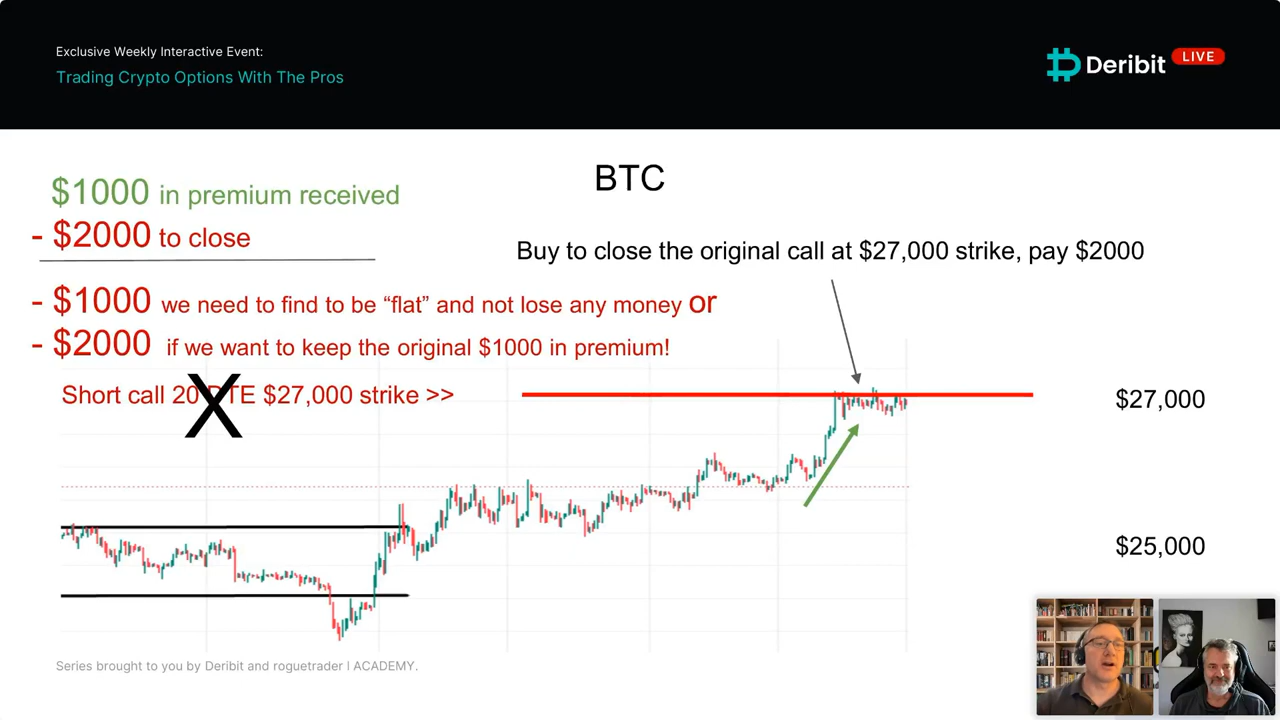 Exclusive Weekly Interactive Event:
Trading Crypto Options With The Pros
Deribit LIVE
BTC
$1000 in premium received
- $2000 to close
Buy to close the original call at $27,000 strike, pay $2000
- $1000 we need to find to be “flat” and not lose any money or
- $2000 if we want to keep the original $1000 in premium!
Short call 20 DTE $27,000 strike >>
X
$27,000
$25,000
Series brought to you by Deribit and roguetrader | ACADEMY.